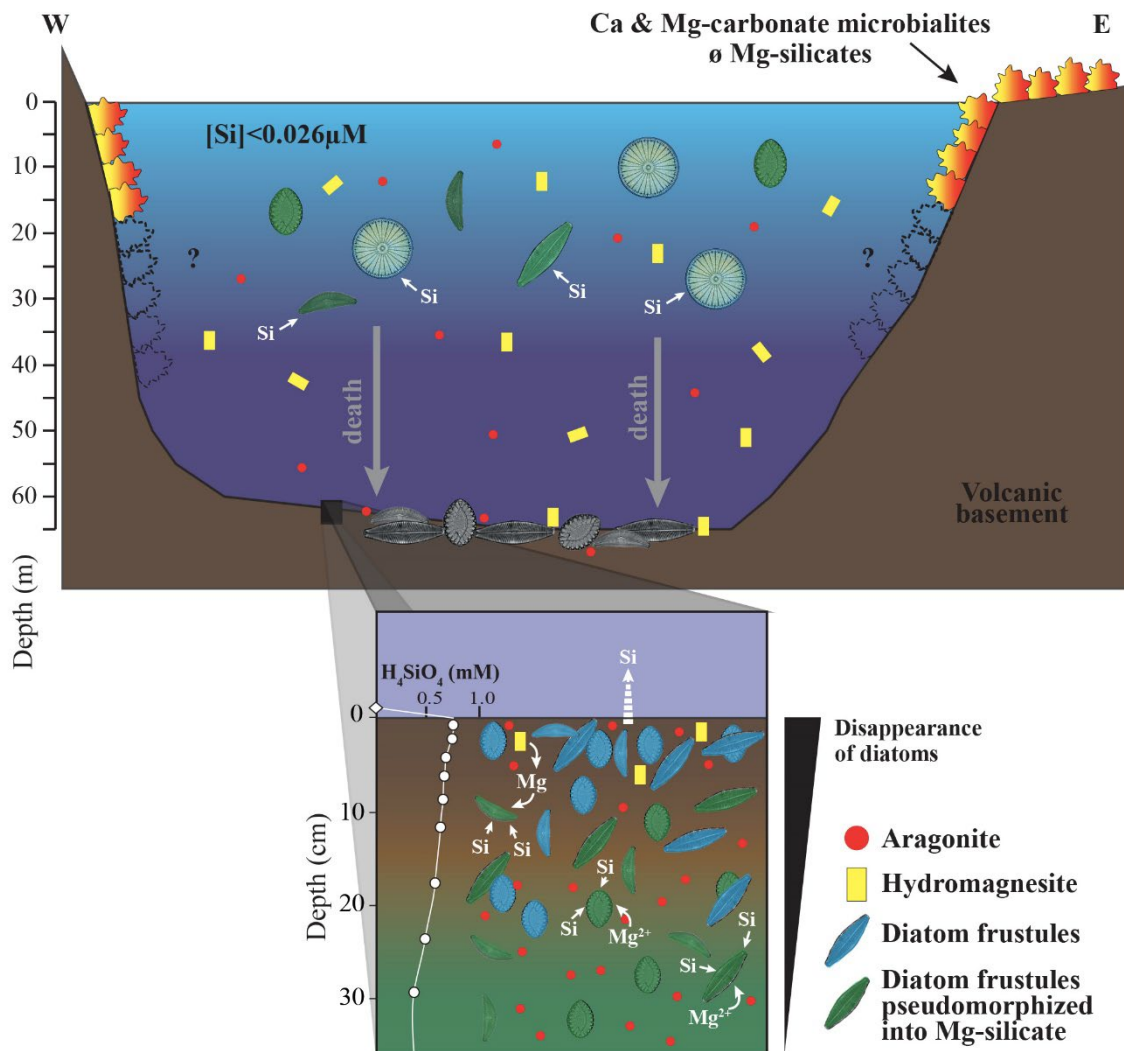 W
Ca & Mg-carbonate microbialites
ø Mg-silicates
E
0
10
20
30
40
50
60
Depth (m)
[Si]<0.026µM
?
?
Si
Si
Si
Si
death
death
Volcanic
basement
H₄SiO₄ (mM)
0.5 1.0
Si
0
10
20
30
Depth (cm)
Mg
Si
Si
Si
Si
Mg²⁺
Si
Si
Mg²⁺
Disappearance
of diatoms
Aragonite
Hydromagnesite
Diatom frustules
Diatom frustules
pseudomorphized
into Mg-silicate